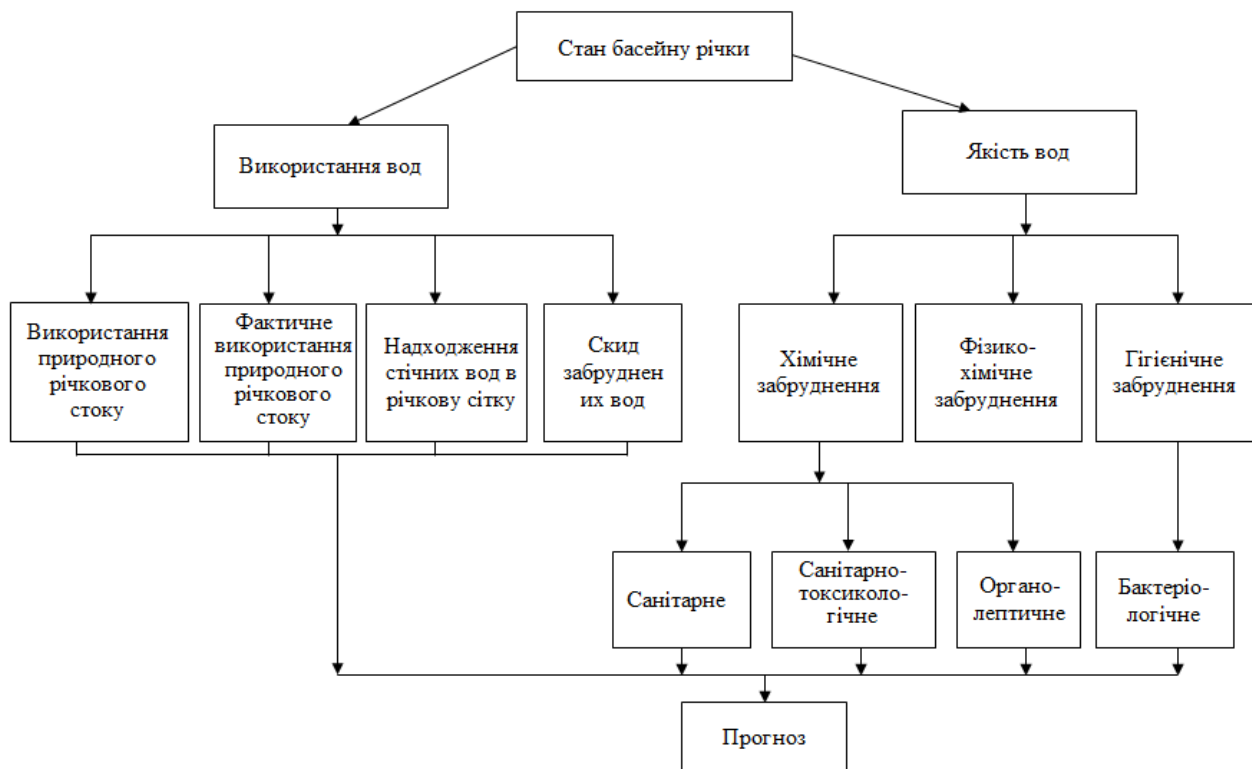 Стан басейну річки
Використання вод
Якість вод
Використання
природного
річкового
стоку
Фактичне
використання
природного
річкового
стоку
Надходження
стічних вод в
річкову сітку
Скид
забруднен
их вод
Хімічне
забруднення
Фізико-
хімічне
забруднення
Гігієнічне
забруднення
Санітарне
Санітарно-
токсиколо-
гічне
Органо-
лептичне
Бактеріо-
логічне
Прогноз